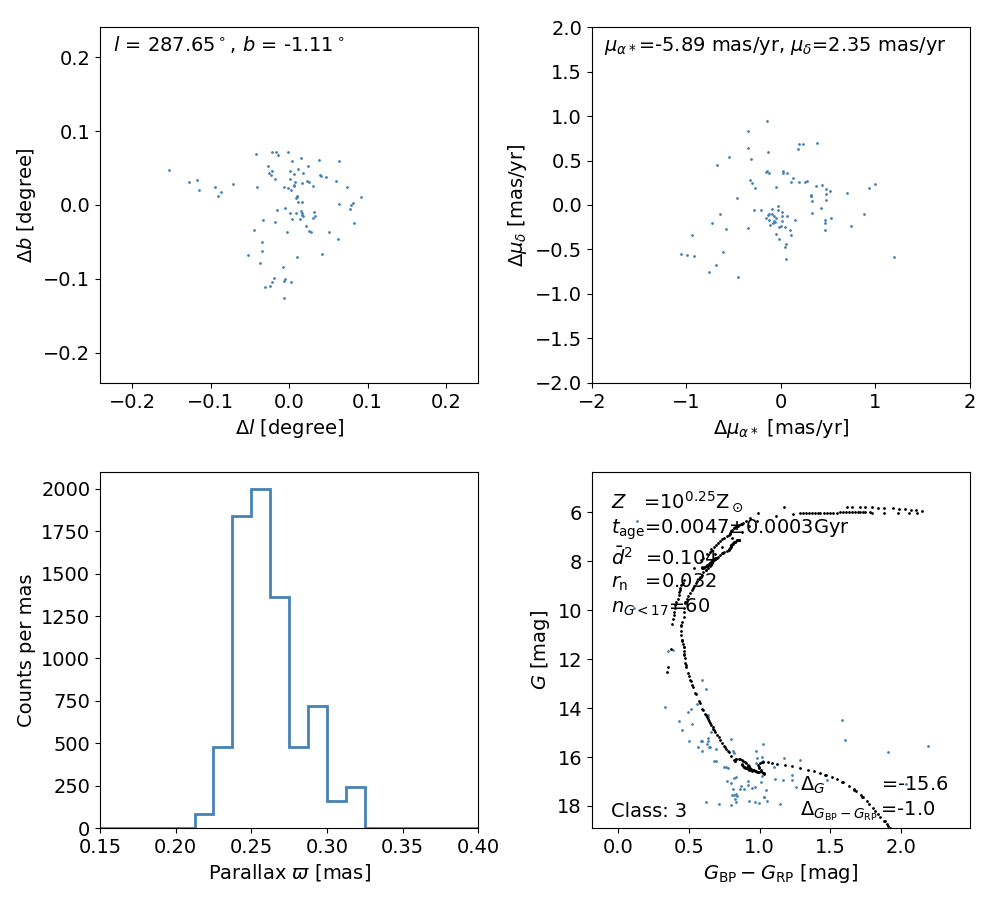 l = 287.65°, b = -1.11°
0.2
0.1
0.0
−0.1
−0.2
Δb [degree]
−0.2 −0.1 0.0 0.1 0.2
Δl [degree]
μα*=-5.89 mas/yr, μδ=2.35 mas/yr
2.0
1.5
1.0
0.5
0.0
−0.5
−1.0
−1.5
−2.0
Δμδ [mas/yr]
−2 −1 0 1 2
Δμα* [mas/yr]
2000
1750
1500
1250
1000
750
500
250
0
Counts per mas
0.15 0.20 0.25 0.30 0.35 0.40
Parallax ϖ [mas]
Z =10^0.25Z⊙
t_age=0.0047±0.0003Gyr
d̄² =0.104
r_n =0.032
n_G<17=60
6
8
10
12
14
16
18
G [mag]
Δ_G =-15.6
Δ_G_BP−G_RP=-1.0
Class: 3
0.0 0.5 1.0 1.5 2.0
G_BP − G_RP [mag]